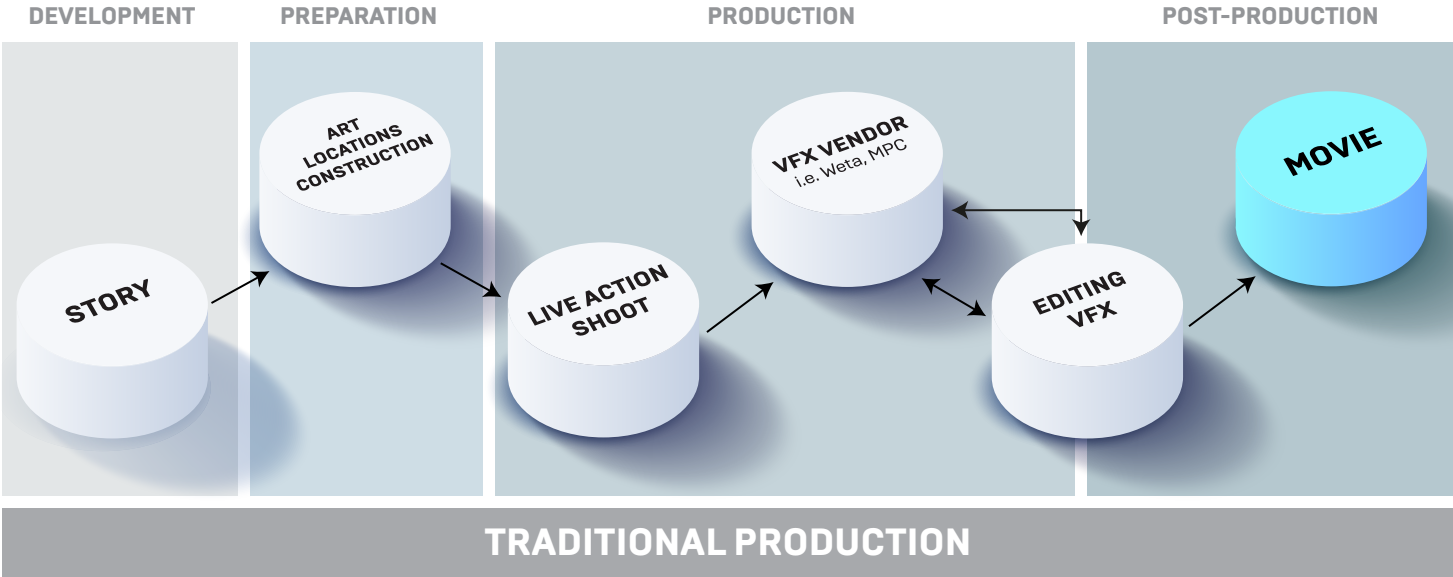 DEVELOPMENT
PREPARATION
PRODUCTION
POST-PRODUCTION
STORY
ART
LOCATIONS
CONSTRUCTION
LIVE ACTION
SHOOT
VFX VENDOR
i.e. Weta, MPC
EDITING
VFX
MOVIE
TRADITIONAL PRODUCTION